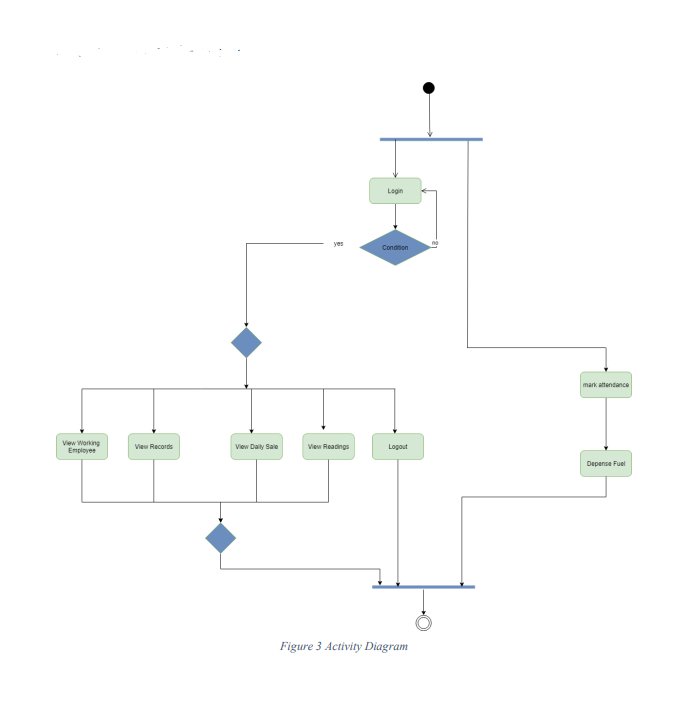 Login
Condition
no
yes
mark attendance
View Working
Employee
View Records
View Daily Sale
View Readings
Logout
Depense Fuel
Figure 3 Activity Diagram